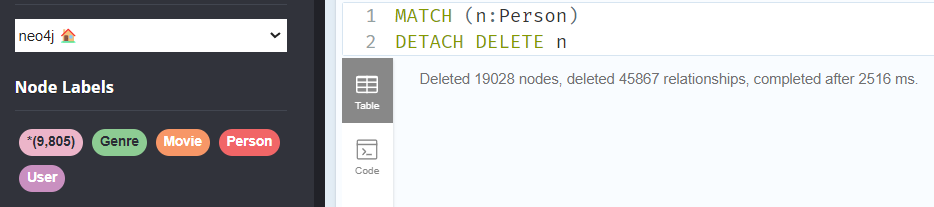 neo4j 🏠
Node Labels
*(9,805) Genre Movie Person
User
1 MATCH (n:Person)
2 DETACH DELETE n
Table
Code
Deleted 19028 nodes, deleted 45867 relationships, completed after 2516 ms.